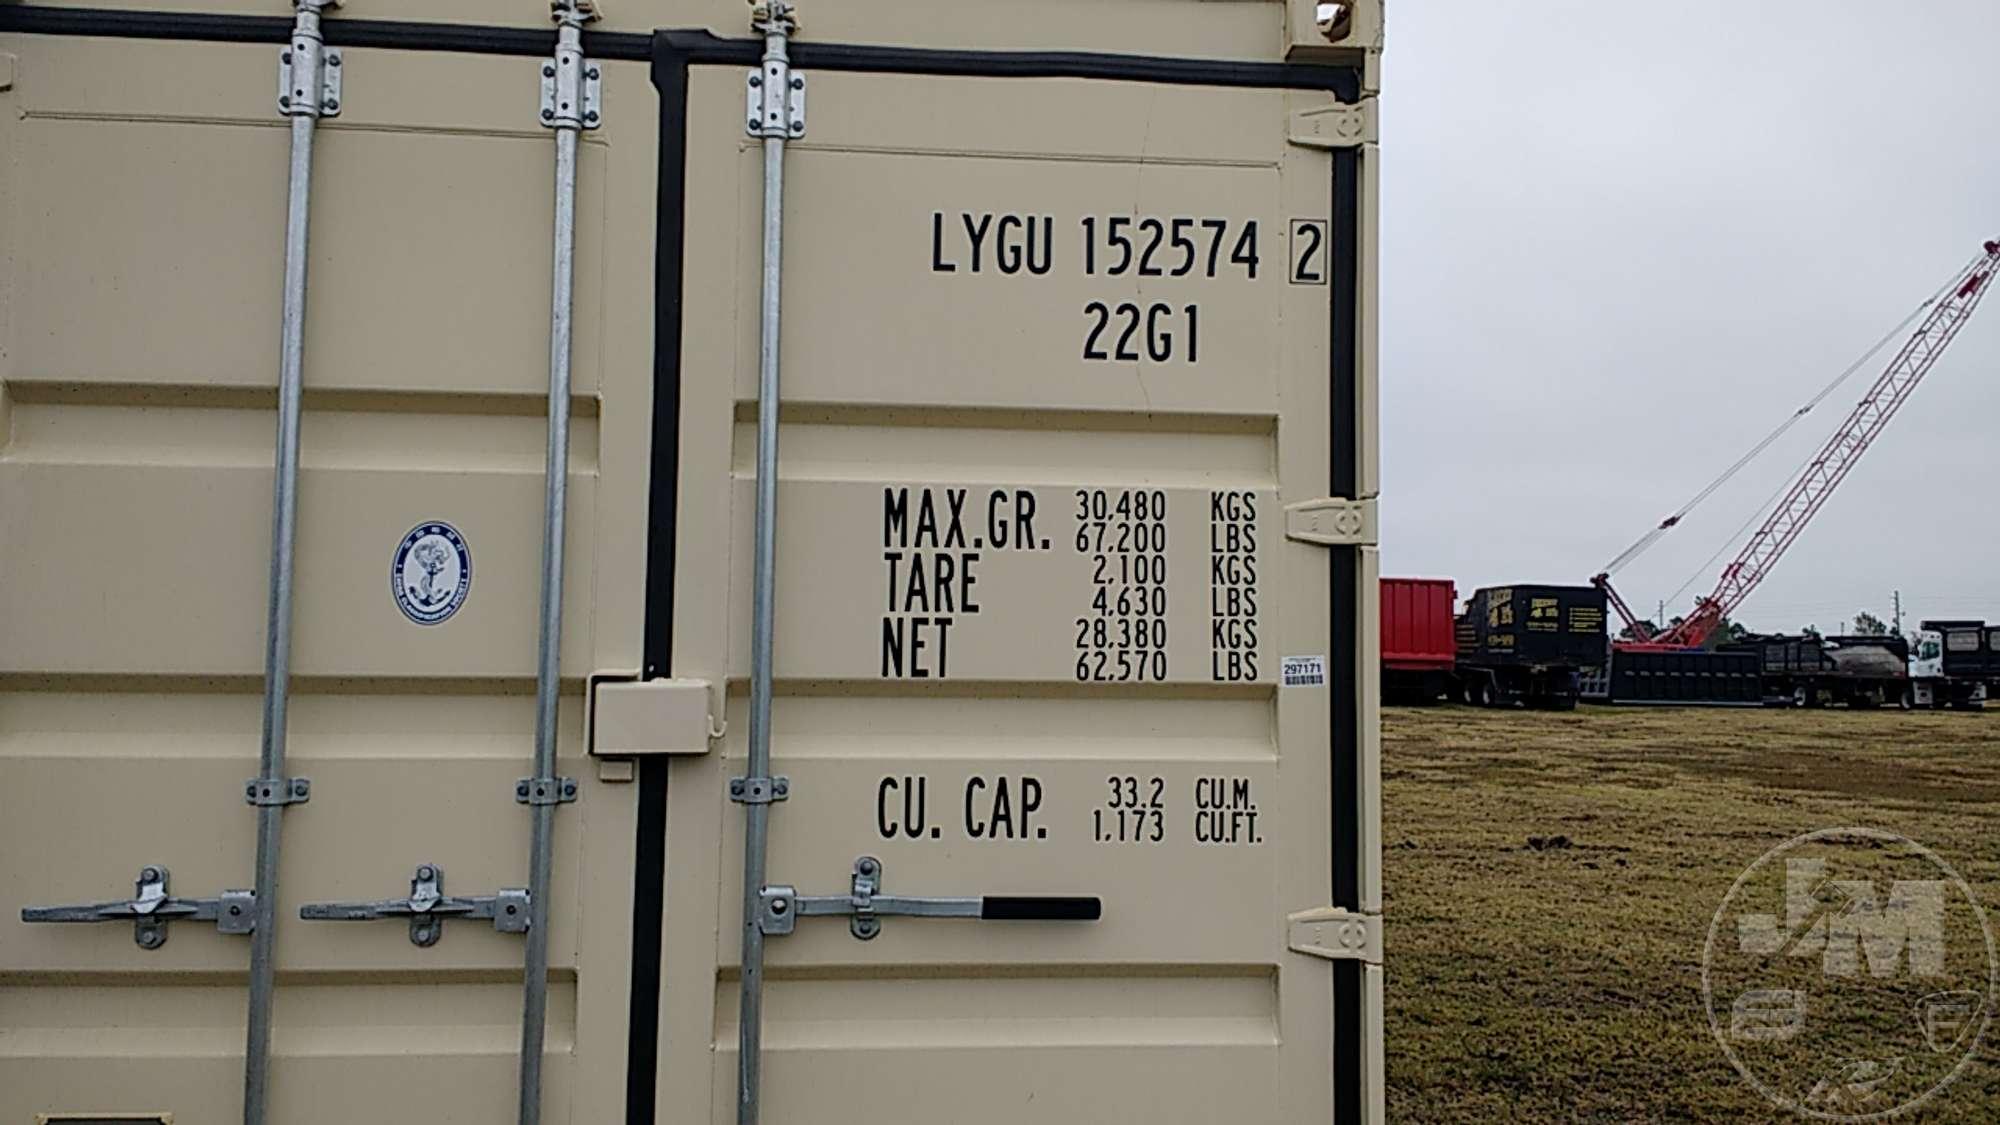 LYGU 152574 2
22G1
MAX.GR. 30,480 KGS
67,200 LBS
TARE 2,100 KGS
4,630 LBS
NET 28,380 KGS
62,570 LBS
297171
CU. CAP. 33.2 CU.M.
1,173 CU.FT.
JM